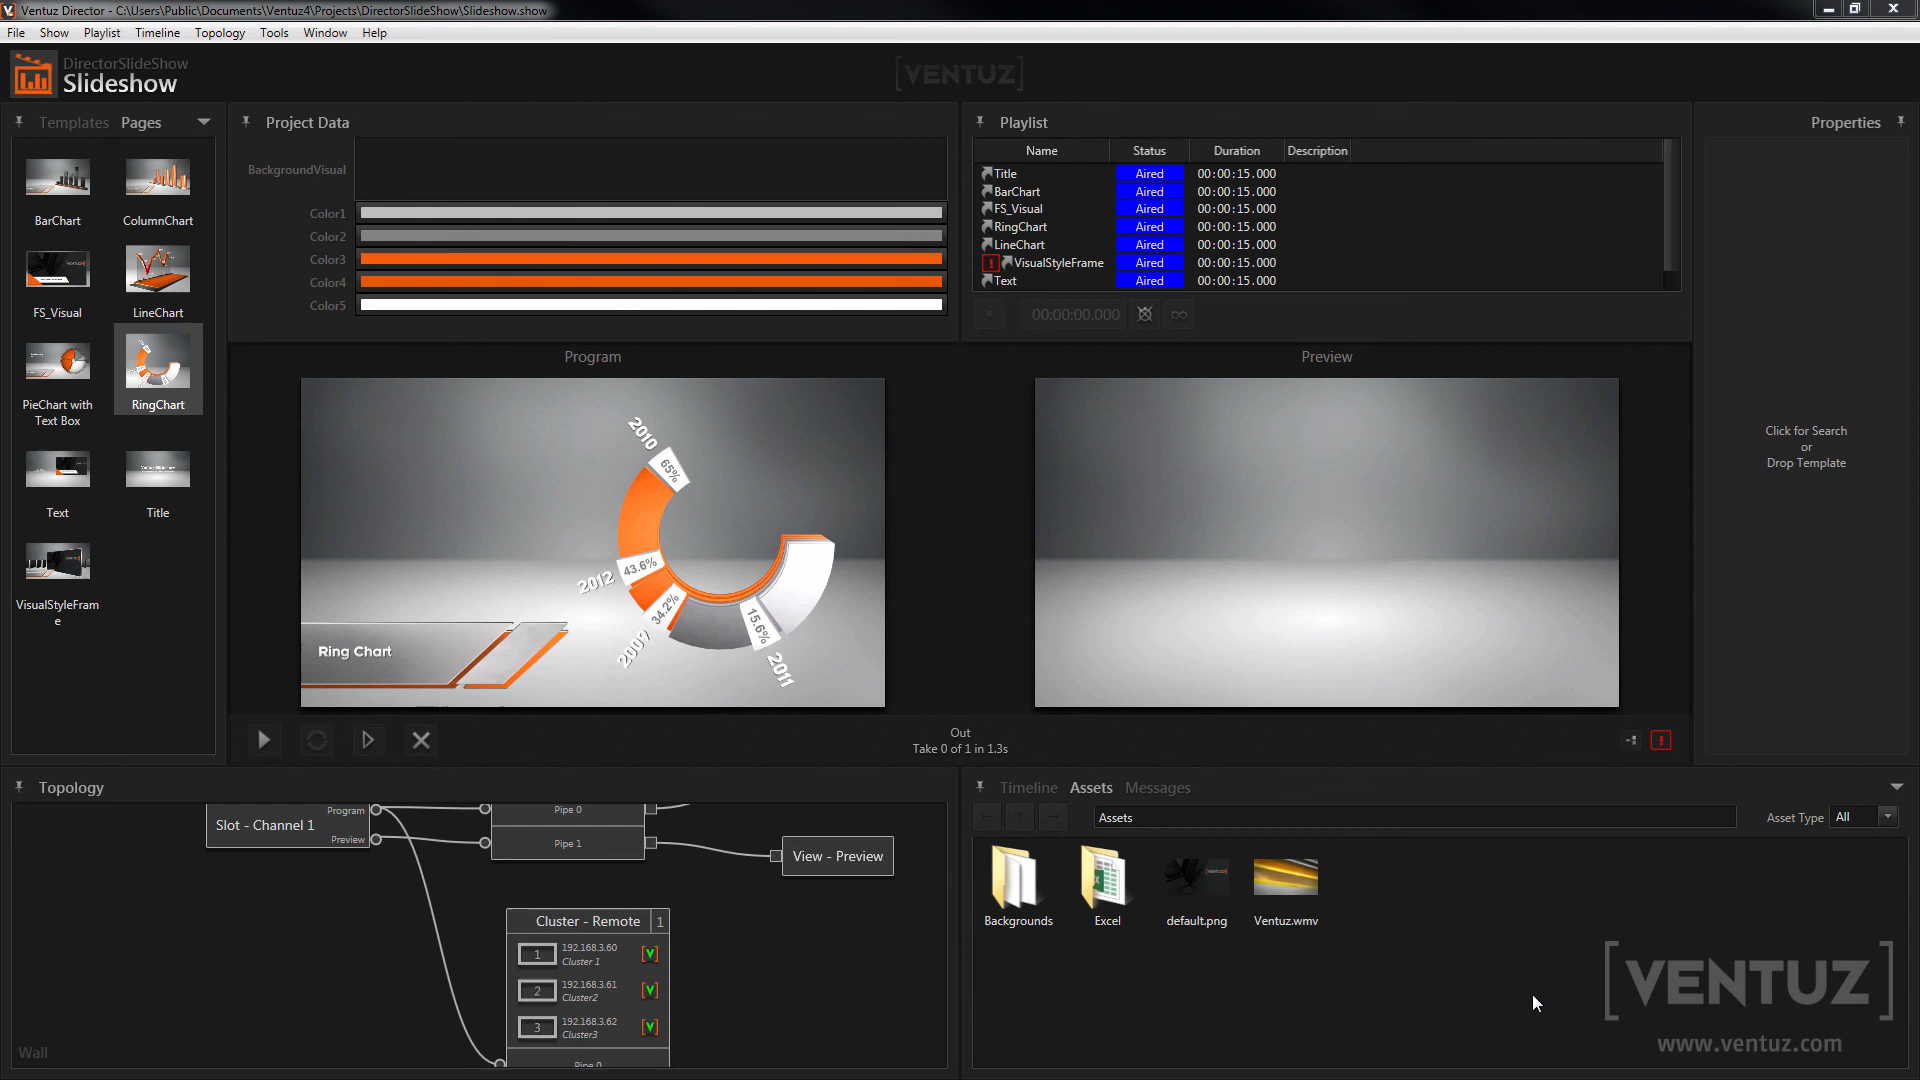 Ventuz Director - C:\Users\Public\Documents\Ventuz4\Projects\DirectorSlideShow\Slideshow.show
File Show Playlist Timeline Topology Tools Window Help
DirectorSlideShow
Slideshow
[VENTUZ]
Templates Pages
BarChart
ColumnChart
FS_Visual
LineChart
PieChart with
Text Box
RingChart
Text
Title
VisualStyleFram
e
Project Data
BackgroundVisual
Color1
Color2
Color3
Color4
Color5
Playlist
Name Status Duration Description
Title Aired 00:00:15.000
BarChart Aired 00:00:15.000
FS_Visual Aired 00:00:15.000
RingChart Aired 00:00:15.000
LineChart Aired 00:00:15.000
! VisualStyleFrame Aired 00:00:15.000
Text Aired 00:00:15.000
00:00:00.000
Properties
Click for Search
or
Drop Template
Program
2010
65%
43.6%
2012
34.2%
2009
15.6%
2011
Ring Chart
Preview
Out
Take 0 of 1 in 1.3s
!
Topology
Slot - Channel 1
Program
Preview
Pipe 0
Pipe 1
View - Preview
Cluster - Remote 1
1 192.168.3.60
Cluster 1
[V]
2 192.168.3.61
Cluster2
[V]
3 192.168.3.62
Cluster3
[V]
Pipe 0
Wall
Timeline Assets Messages
Assets
Asset Type All
Backgrounds
Excel
default.png
Ventuz.wmv
[VENTUZ]
www.ventuz.com